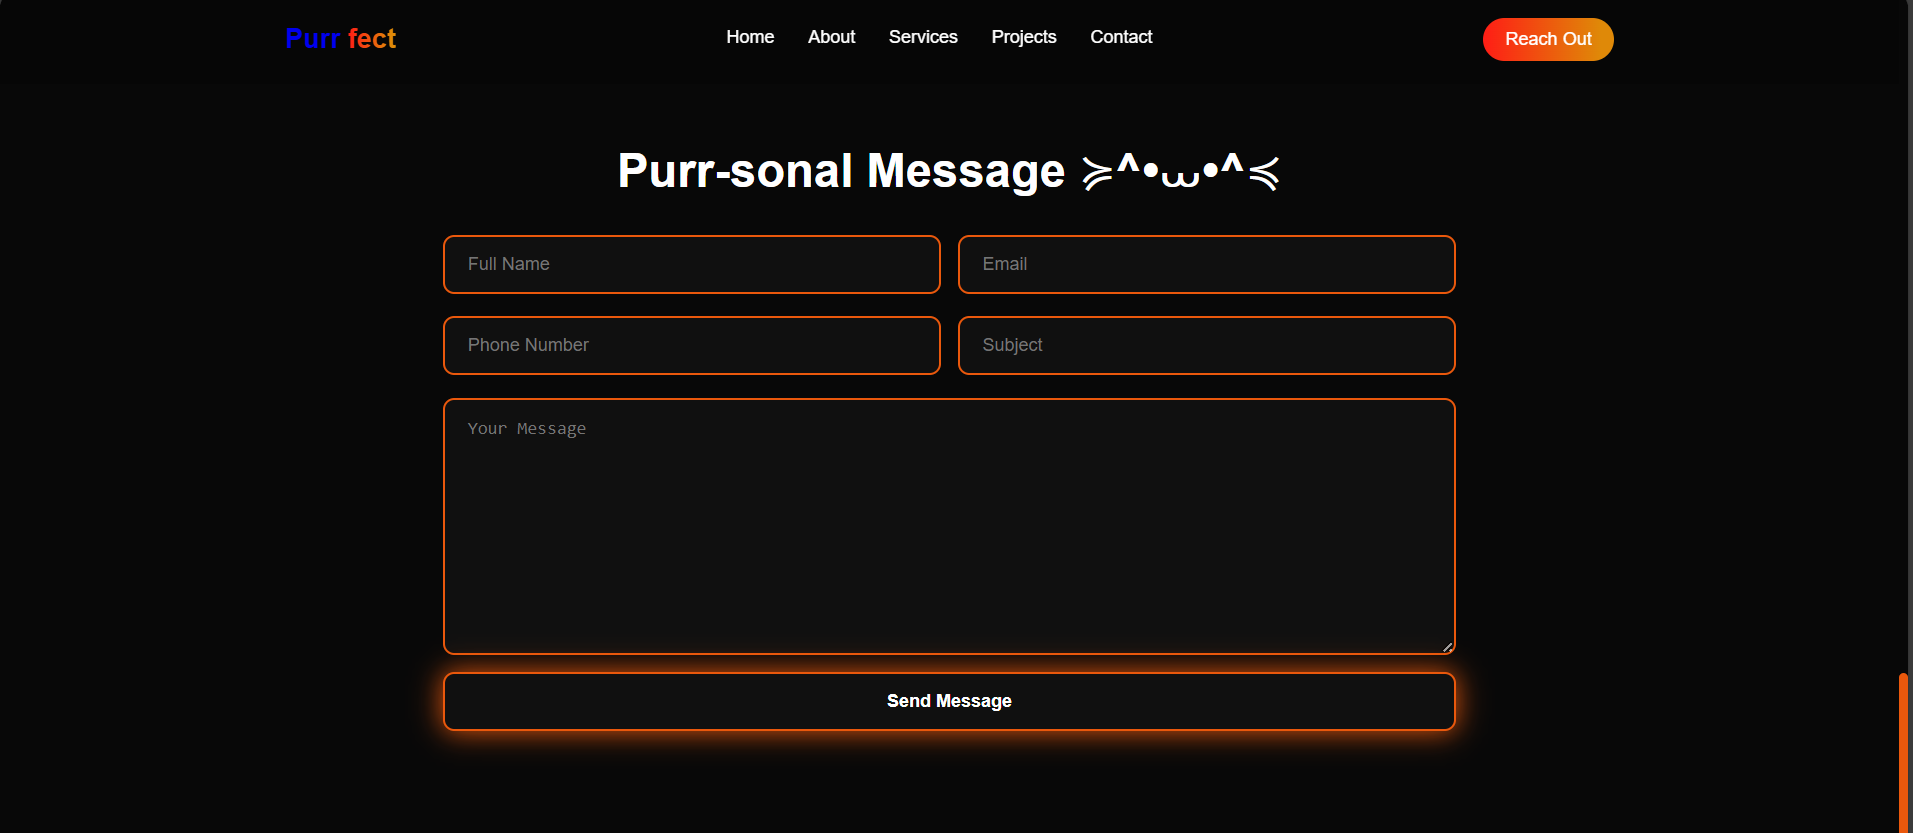 Purr fect
Home About Services Projects Contact
Reach Out
Purr-sonal Message ≽^•ω•^≼
Full Name
Email
Phone Number
Subject
Your Message
Send Message